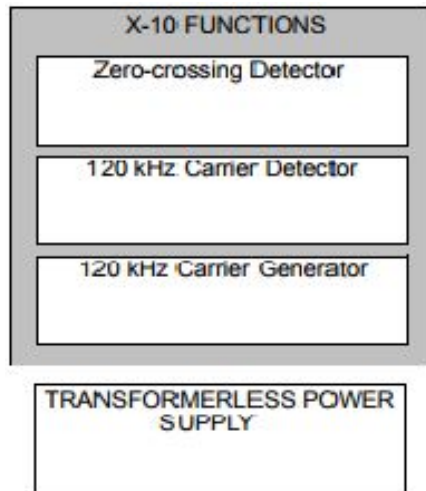 X-10 FUNCTIONS
Zero-crossing Detector
120 kHz Carrier Detector
120 kHz Carrier Generator
TRANSFORMERLESS POWER
SUPPLY